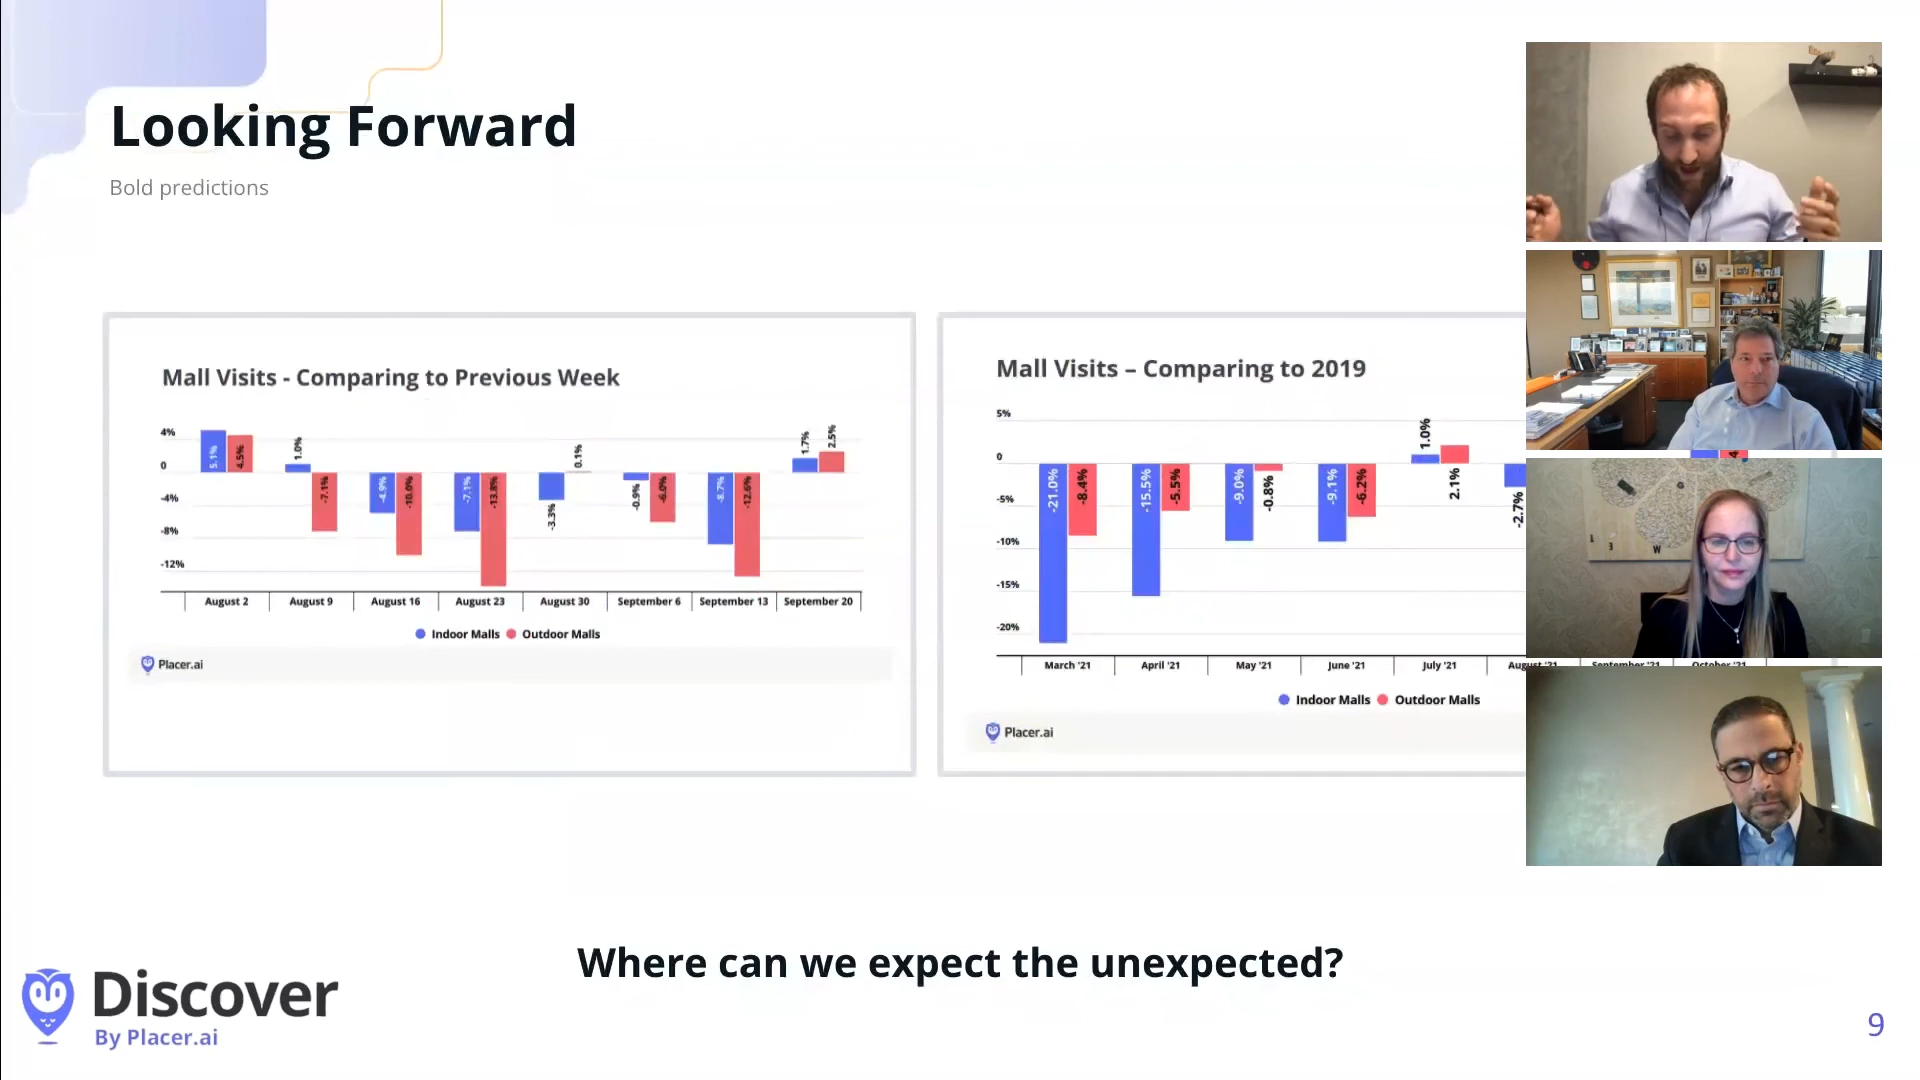 Looking Forward
Bold predictions
Mall Visits - Comparing to Previous Week
4%
0
-4%
-8%
-12%
5.1%
4.5%
1.0%
-7.1%
-4.9%
-10.0%
-7.1%
-13.8%
-3.3%
0.1%
-0.9%
-6.0%
-8.7%
-12.6%
1.7%
2.5%
August 2
August 9
August 16
August 23
August 30
September 6
September 13
September 20
Indoor Malls
Outdoor Malls
Placer.ai
Mall Visits – Comparing to 2019
5%
0
-5%
-10%
-15%
-20%
-21.0%
-8.4%
-15.5%
-5.5%
-9.0%
-0.8%
-9.1%
-6.2%
1.0%
2.1%
-2.7%
March '21
April '21
May '21
June '21
July '21
August '21
September '21
October '21
Indoor Malls
Outdoor Malls
Placer.ai
Where can we expect the unexpected?
Discover
By Placer.ai
9